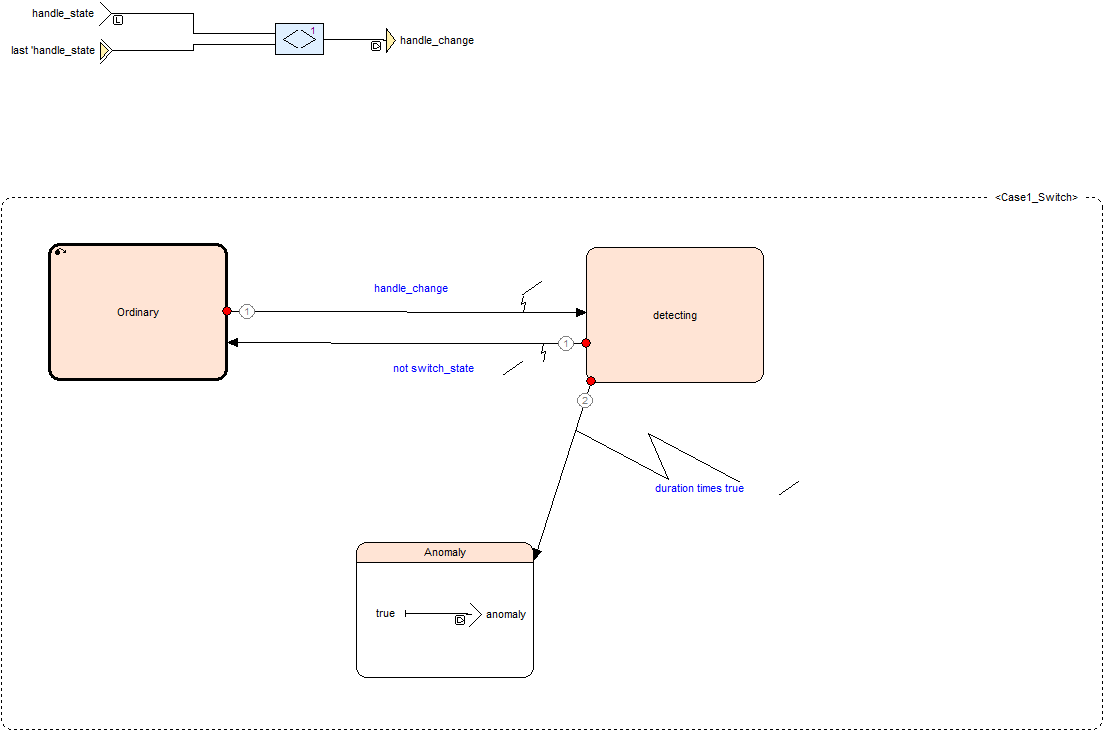 handle_state
L
last 'handle_state
<> 1
D
handle_change
<Case1_Switch>
Ordinary
1
handle_change
detecting
1
not switch_state
2
duration times true
Anomaly
true
D
anomaly